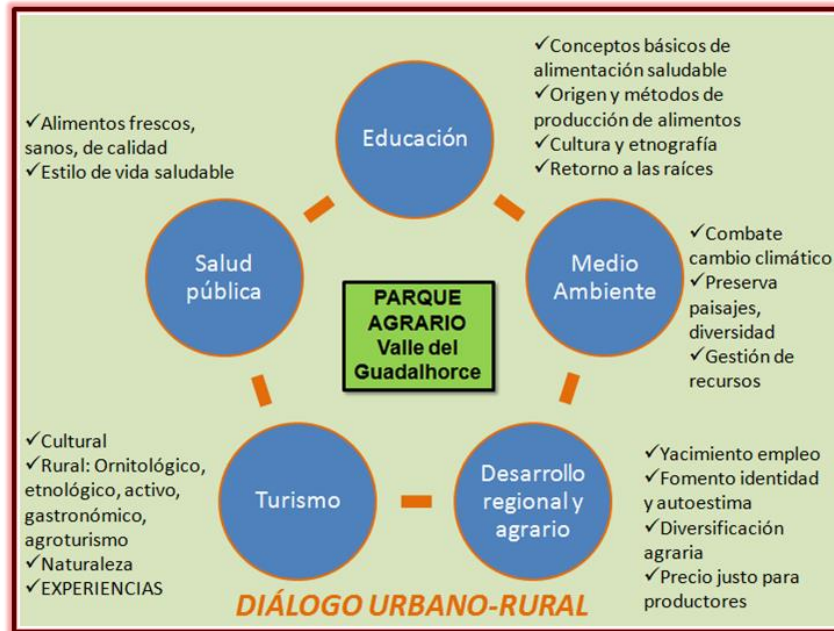 Educación
✓Conceptos básicos de
alimentación saludable
✓Origen y métodos de
producción de alimentos
✓Cultura y etnografía
✓Retorno a las raíces
✓Alimentos frescos,
sanos, de calidad
✓Estilo de vida saludable
Salud
pública
Medio
Ambiente
✓Combate
cambio climático
✓Preserva
paisajes,
diversidad
✓Gestión de
recursos
PARQUE
AGRARIO
Valle del
Guadalhorce
✓Cultural
✓Rural: Ornitológico,
etnológico, activo,
gastronómico,
agroturismo
✓Naturaleza
✓EXPERIENCIAS
Turismo
Desarrollo
regional y
agrario
✓Yacimiento empleo
✓Fomento identidad
y autoestima
✓Diversificación
agraria
✓Precio justo para
productores
DIÁLOGO URBANO-RURAL